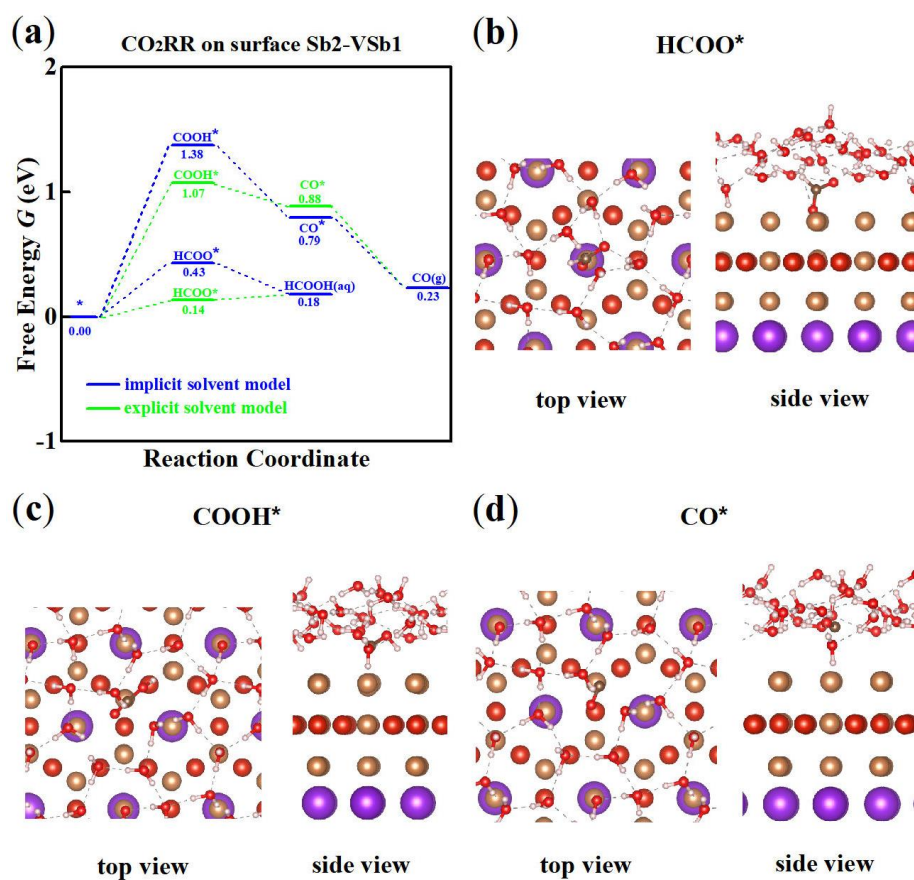 (a)
CO2RR on surface Sb2-VSb1
2
1
0
-1
Free Energy G (eV)
Reaction Coordinate
*
0.00
COOH*
1.38
COOH*
1.07
HCOO*
0.43
HCOO*
0.14
CO*
0.88
CO*
0.79
HCOOH(aq)
0.18
CO(g)
0.23
implicit solvent model
explicit solvent model
(b)
HCOO*
top view
side view
(c)
COOH*
top view
side view
(d)
CO*
top view
side view